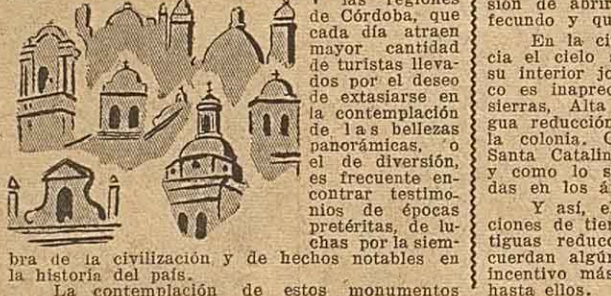 las regiones
de Córdoba, que
cada día atraen
mayor cantidad
de turistas lleva-
dos por el deseo
de extasiarse en
la contemplación
de las bellezas
panorámicas, o
el de diversión,
es frecuente en-
contrar testimo-
nios de épocas
pretéritas, de lu-
chas por la siem-
bra de la civilización y de hechos notables en
la historia del país.
La contemplación de estos monumentos
sión de abrir
fecundo y qu
En la ci
cia el cielo
su interior jo
co es inaprec
sierras, Alta
gua reducción
la colonia.
Santa Catalin
y como lo s
das en los á
Y así, e
ciones de tier
tiguas reduc
cuerdan algún
incentivo más
hasta ellos.